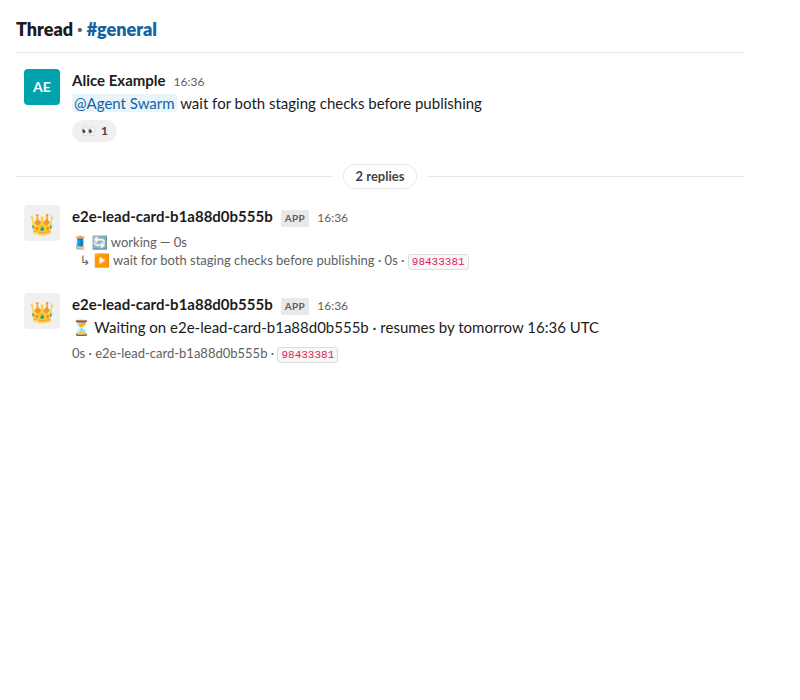 Thread • #general
AE
Alice Example 16:36
@Agent Swarm wait for both staging checks before publishing
👀 1
2 replies
e2e-lead-card-b1a88d0b555b APP 16:36
🧵 🔄 working — 0s
↳ ▶️ wait for both staging checks before publishing · 0s · 98433381
e2e-lead-card-b1a88d0b555b APP 16:36
⏳ Waiting on e2e-lead-card-b1a88d0b555b · resumes by tomorrow 16:36 UTC
0s · e2e-lead-card-b1a88d0b555b · 98433381